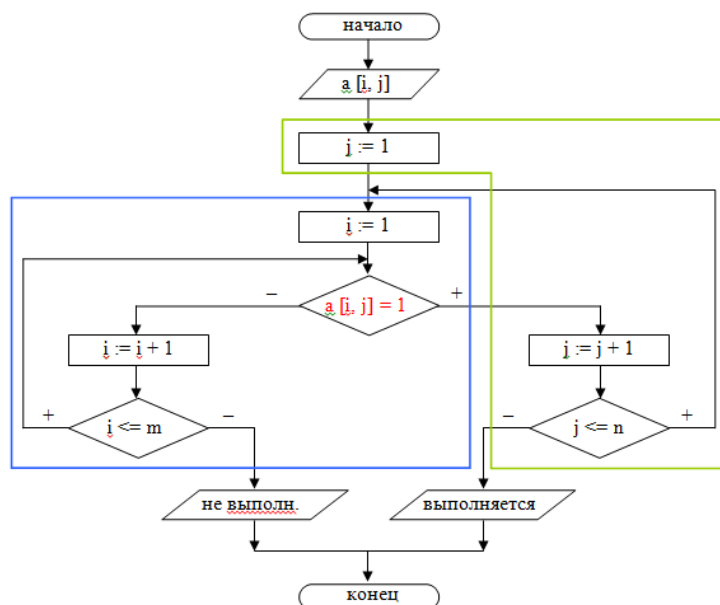 начало
a [i, j]
j := 1
i := 1
a [i, j] = 1
−
+
i := i + 1
j := j + 1
+
i <= m
−
−
j <= n
+
не выполн.
выполняется
конец